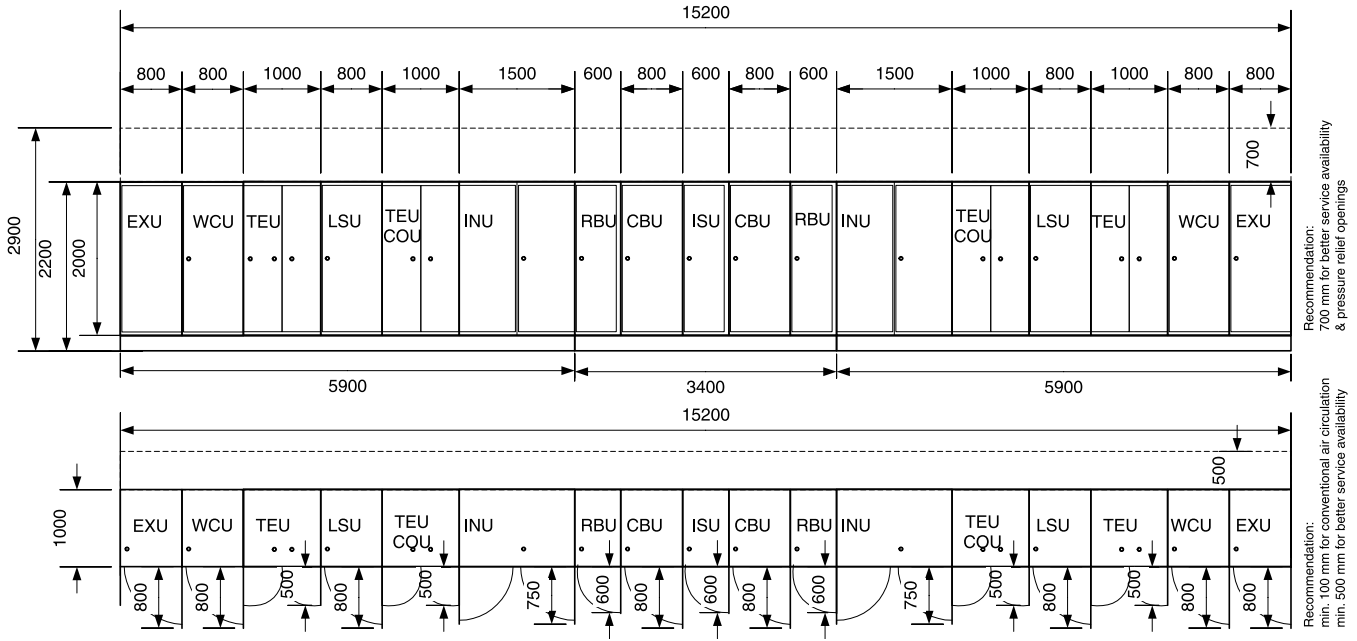 15200
800 800 1000 800 1000 1500 600 800 600 800 600 1500 1000 800 1000 800 800
700
2900
2200
2000
EXU WCU TEU LSU TEU INU RBU CBU ISU CBU RBU INU TEU LSU TEU WCU EXU
COU COU
Recommendation:
700 mm for better service availability
& pressure relief openings
5900 3400 5900
15200
500
1000
EXU WCU TEU LSU TEU INU RBU CBU ISU CBU RBU INU TEU LSU TEU WCU EXU
COU COU
800 800 500 800 500 750 600 800 600 800 600 750 500 800 500 800 800
Recommendation:
min. 100 mm for conventional air circulation
min. 500 mm for better service availability